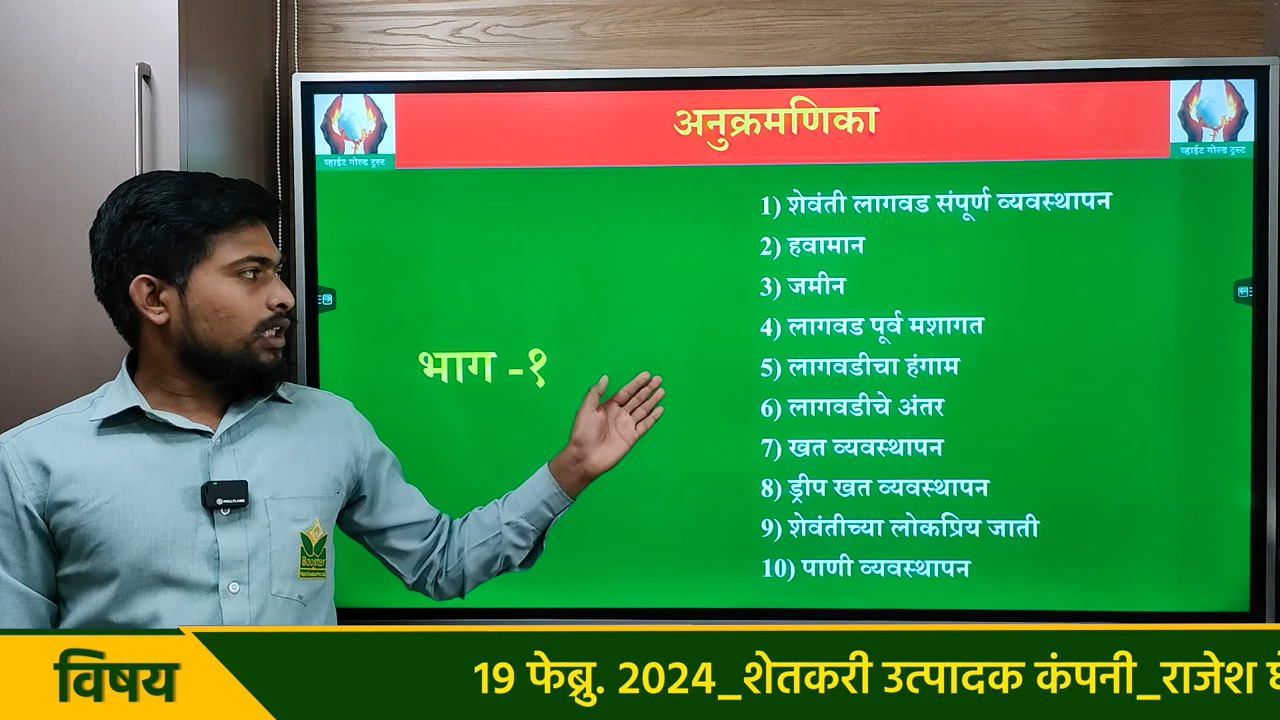 अनुक्रमणिका
व्हाईट गोल्ड ट्रस्ट
व्हाईट गोल्ड ट्रस्ट
भाग -१
1) शेवंती लागवड संपूर्ण व्यवस्थापन
2) हवामान
3) जमीन
4) लागवड पूर्व मशागत
5) लागवडीचा हंगाम
6) लागवडीचे अंतर
7) खत व्यवस्थापन
8) ड्रीप खत व्यवस्थापन
9) शेवंतीच्या लोकप्रिय जाती
10) पाणी व्यवस्थापन
Booster
विषय
19 फेब्रु. 2024_शेतकरी उत्पादक कंपनी_राजेश